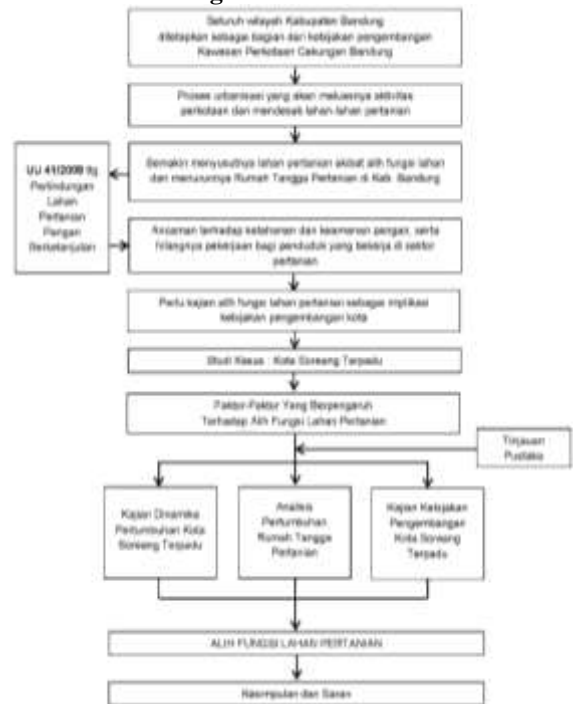 Seluruh wilayah Kabupaten Bandung
ditetapkan sebagai bagian dari kebijakan pengembangan
Kawasan Perkotaan Cekungan Bandung
Proses urbanisasi yang akan meluasnya aktivitas
perkotaan dan mendesak lahan-lahan pertanian
Semakin menyusutnya lahan pertanian akibat alih fungsi lahan
dan menurunnya Rumah Tangga Pertanian di Kab. Bandung
UU 41/2009 ttg
Perlindungan
Lahan
Pertanian
Pangan
Berkelanjutan
Ancaman terhadap ketahanan dan keamanan pangan, serta
hilangnya pekerjaan bagi penduduk yang bekerja di sektor
pertanian
Perlu kajian alih fungsi lahan pertanian sebagai implikasi
kebijakan pengembangan kota
Studi Kasus : Kota Soreang Terpadu
Faktor-Faktor Yang Berpengaruh
Terhadap Alih Fungsi Lahan Pertanian
Tinjauan
Pustaka
Kajian Dinamika
Pertumbuhan Kota
Soreang Terpadu
Analisis
Pertumbuhan
Rumah Tangga
Pertanian
Kajian Kebijakan
Pengembangan
Kota Soreang
Terpadu
ALIH FUNGSI LAHAN PERTANIAN
Kesimpulan dan Saran